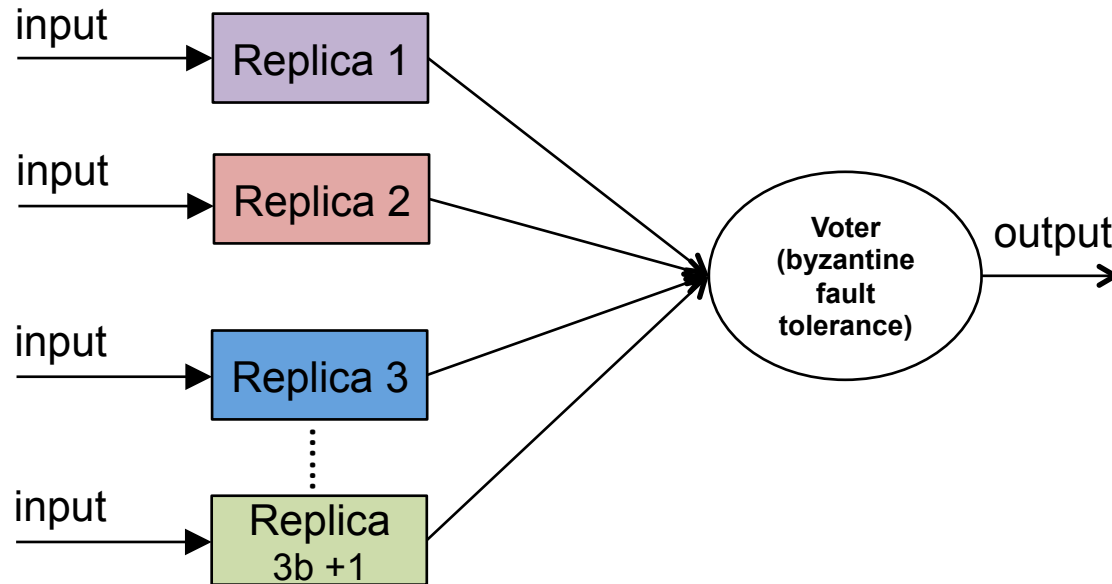 input
Replica 1
input
Replica 2
input
Replica 3
input
Replica
3b +1
Voter
(byzantine
fault
tolerance)
output